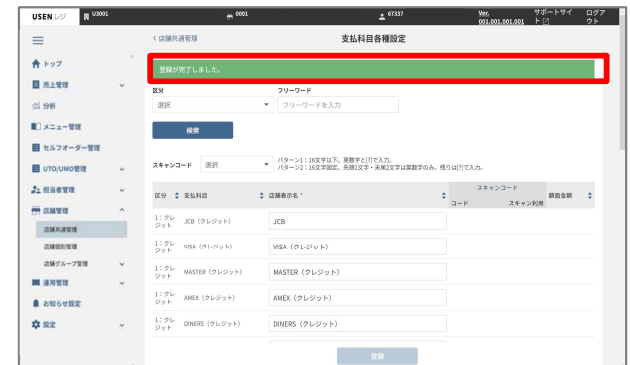 USEN レジ U3001 0001 67337 Ver. 001.001.001.001 サポートサイト ログアウト
< 店舗共通管理
支払科目各種設定
トップ
売上管理
分析
メニュー管理
セルフオーダー管理
UTO/UMO管理
担当者管理
店舗管理
店舗共通管理
店舗個別管理
店舗グループ管理
運用管理
お知らせ設定
設定
登録が完了しました。
区分 フリーワード
選択 フリーワードを入力
検索
スキャンコード 選択 パターン1:16文字以下。英数字と[?]で入力。
パターン2:16文字固定。先頭1文字・末尾2文字は英数字のみ。残りは[?]で入力。
区分 支払科目 店舗表示名 * スキャンコード 額面金額
コード スキャン利用
1:クレジット JCB(クレジット) JCB
1:クレジット VISA(クレジット) VISA(クレジット)
1:クレジット MASTER(クレジット) MASTER(クレジット)
1:クレジット AMEX(クレジット) AMEX(クレジット)
1:クレジット DINERS(クレジット) DINERS(クレジット)
登録